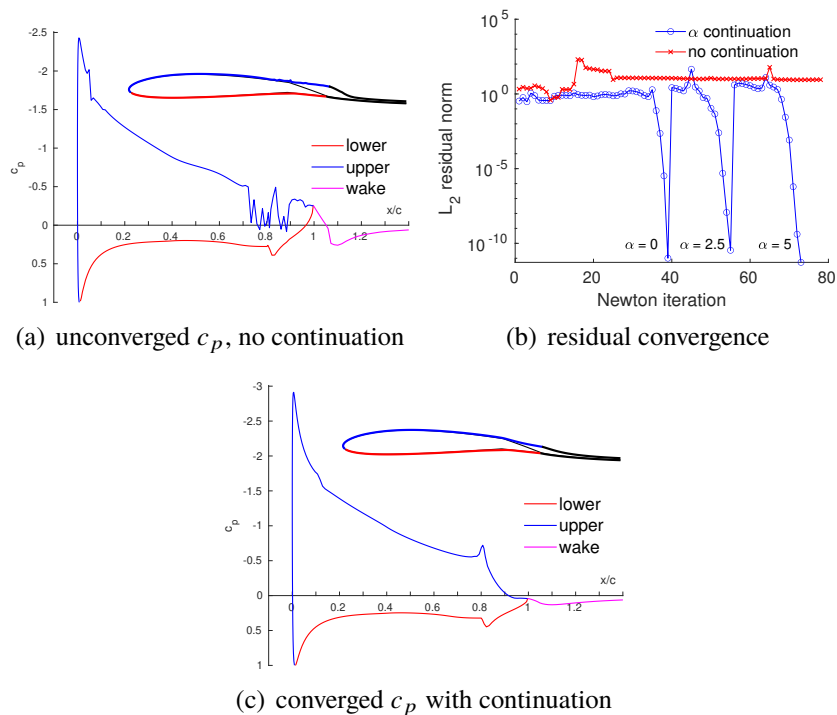 -2.5
-2
-1.5
-1
-0.5
0
0.5
1
c_p
0.2
0.4
0.6
0.8
1
1.2
x/c
lower
upper
wake
(a) unconverged c_p, no continuation
10^5
10^0
10^-5
10^-10
L_2 residual norm
α continuation
no continuation
α = 0
α = 2.5
α = 5
0
20
40
60
80
Newton iteration
(b) residual convergence
-3
-2.5
-2
-1.5
-1
-0.5
0
0.5
1
c_p
0
0.2
0.4
0.6
0.8
1
1.2
x/c
lower
upper
wake
(c) converged c_p with continuation